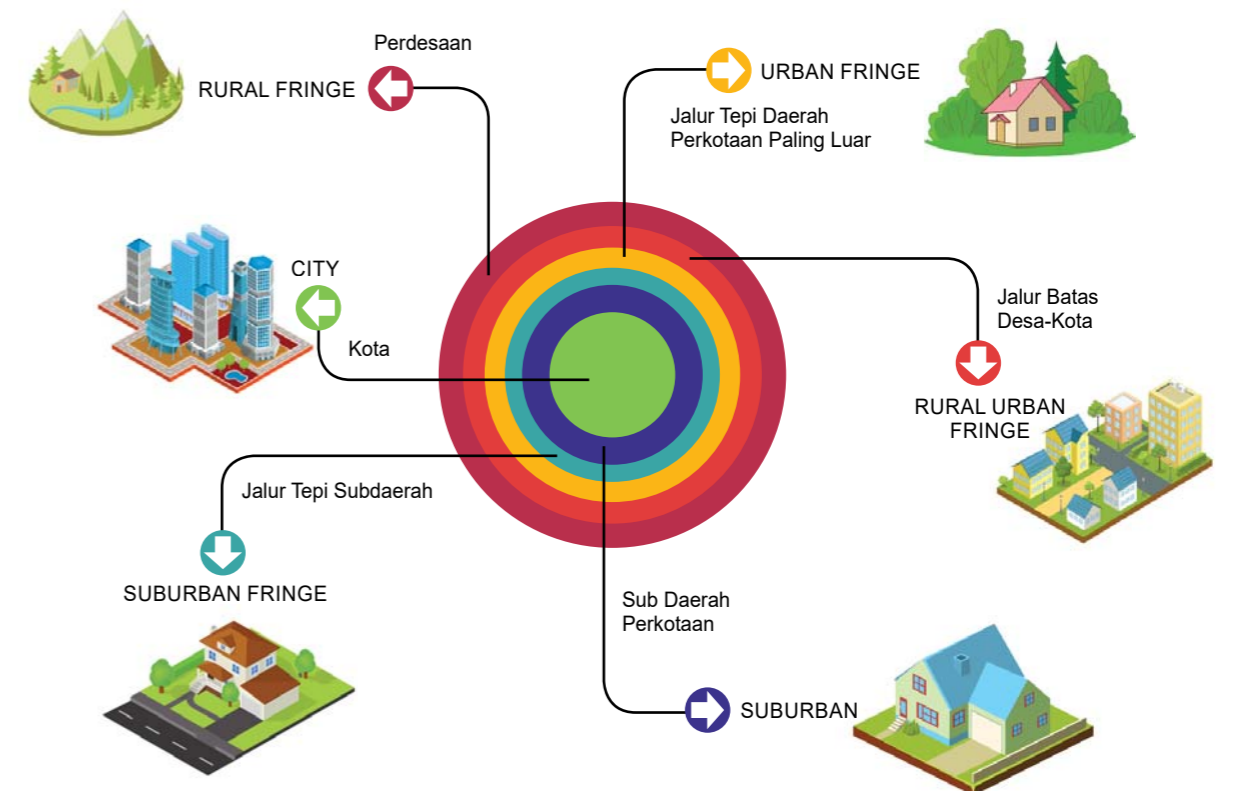 Perdesaan
RURAL FRINGE
URBAN FRINGE
Jalur Tepi Daerah
Perkotaan Paling Luar
CITY
Kota
Jalur Batas
Desa-Kota
RURAL URBAN
FRINGE
Jalur Tepi Subdaerah
SUBURBAN FRINGE
Sub Daerah
Perkotaan
SUBURBAN